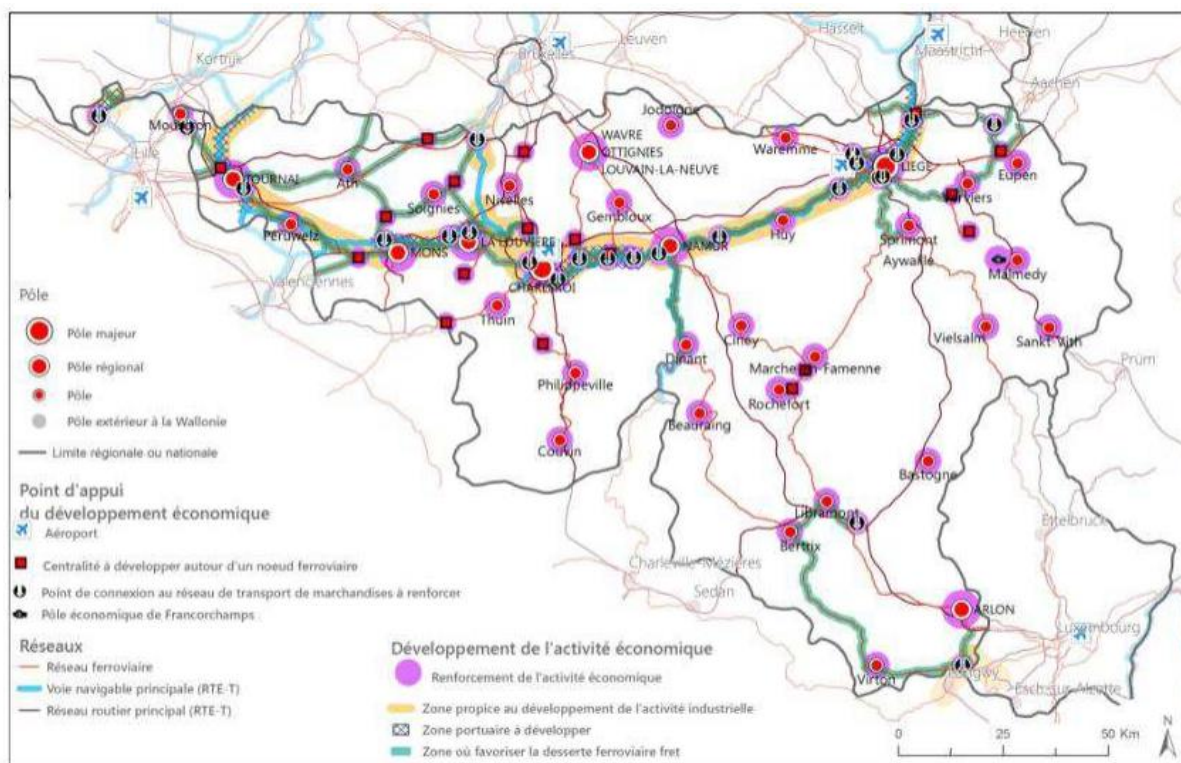 Kortrijk
Bruxelles
Leuven
Hasselt
Maastricht
Heerlen
Aachen
Mouscron
Lille
Jodoigne
WAVRE
OTTIGNIES
LOUVAIN-LA-NEUVE
Waremme
LIEGE
Eupen
TOURNAI
Ath
Soignies
Nivelles
Gembloux
Verviers
Péruwelz
LA LOUVIERE
MONS
NAMUR
Huy
Sprimont
Aywaille
Malmedy
Valenciennes
CHARLEROI
Thuin
Dinant
Ciney
Vielsalm
Sankt-Vith
Prüm
Philippeville
Marche-en-Famenne
Rochefort
Beauraing
Couvin
Bastogne
Libramont
Bertrix
Ettelbruck
Charleville-Mézières
Sedan
ARLON
Luxembourg
Virton
Longwy
Esch-sur-Alzette
Pôle
Pôle majeur
Pôle régional
Pôle
Pôle extérieur à la Wallonie
Limite régionale ou nationale
Point d'appui
du développement économique
Aéroport
Centralité à développer autour d'un noeud ferroviaire
Point de connexion au réseau de transport de marchandises à renforcer
Pôle économique de Francorchamps
Réseaux
Réseau ferroviaire
Voie navigable principale (RTE-T)
Réseau routier principal (RTE-T)
Développement de l'activité économique
Renforcement de l'activité économique
Zone propice au développement de l'activité industrielle
Zone portuaire à développer
Zone où favoriser la desserte ferroviaire fret
0 25 50 Km
N